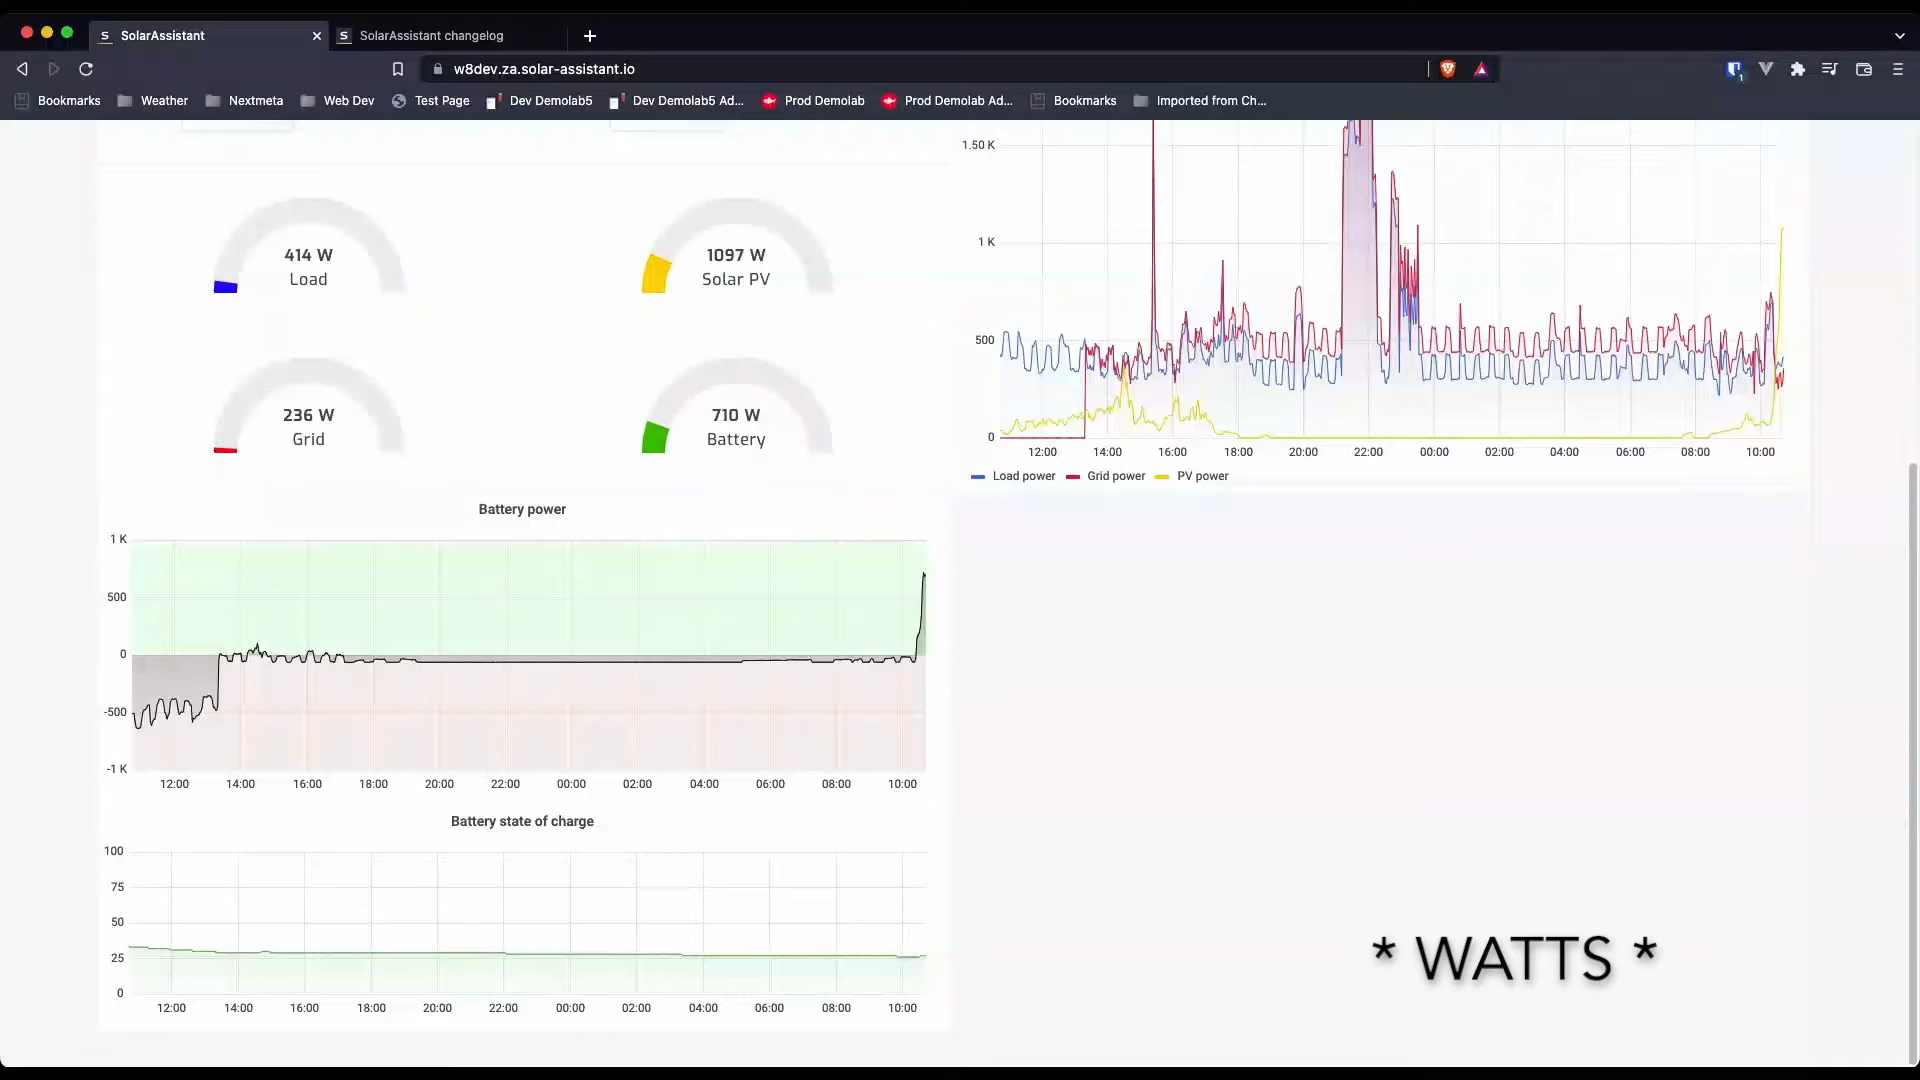 SolarAssistant
SolarAssistant changelog
w8dev.za.solar-assistant.io
1
Bookmarks Weather Nextmeta Web Dev Test Page Dev Demolab5 Dev Demolab5 Ad... Prod Demolab Prod Demolab Ad... Bookmarks Imported from Ch...
414 W
Load
1097 W
Solar PV
236 W
Grid
710 W
Battery
1.50 K
1 K
500
0
12:00 14:00 16:00 18:00 20:00 22:00 00:00 02:00 04:00 06:00 08:00 10:00
Load power Grid power PV power
Battery power
1 K
500
0
-500
-1 K
12:00 14:00 16:00 18:00 20:00 22:00 00:00 02:00 04:00 06:00 08:00 10:00
Battery state of charge
100
75
50
25
0
12:00 14:00 16:00 18:00 20:00 22:00 00:00 02:00 04:00 06:00 08:00 10:00
* WATTS *